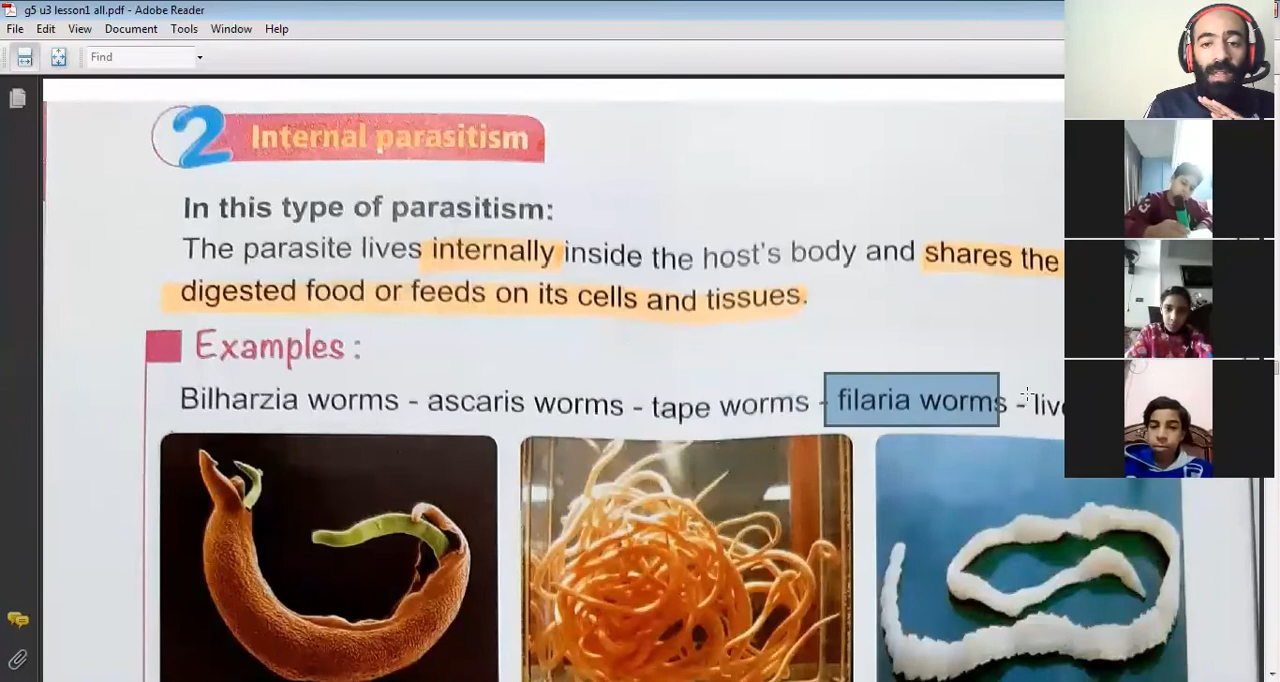 g5 u3 lesson1 all.pdf - Adobe Reader
File Edit View Document Tools Window Help
Find
2 Internal parasitism
In this type of parasitism:
The parasite lives internally inside the host's body and shares the
digested food or feeds on its cells and tissues.
Examples :
Bilharzia worms - ascaris worms - tape worms - filaria worms -